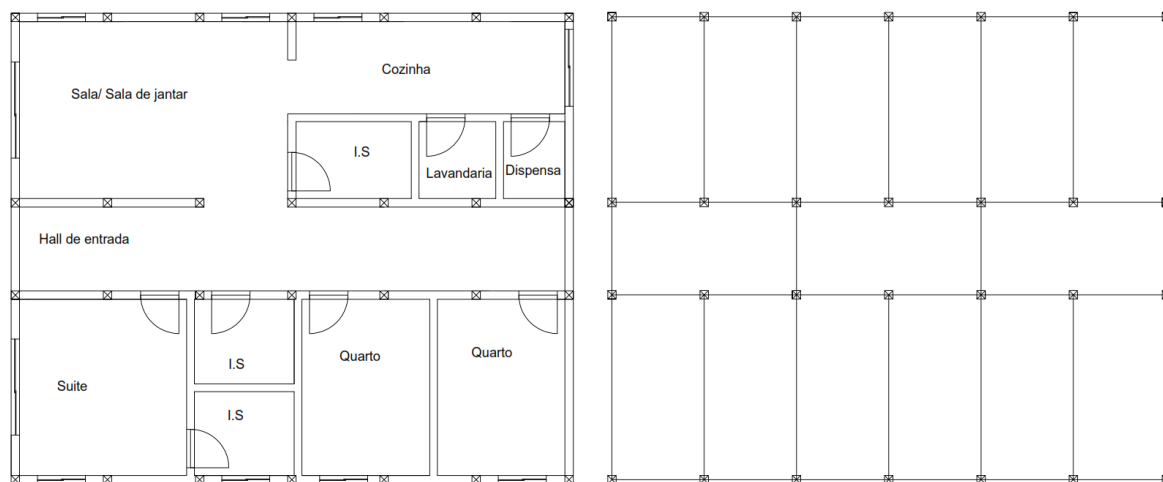 Cozinha
Sala/ Sala de jantar
I.S
Lavandaria
Dispensa
Hall de entrada
Suite
I.S
Quarto
Quarto
I.S